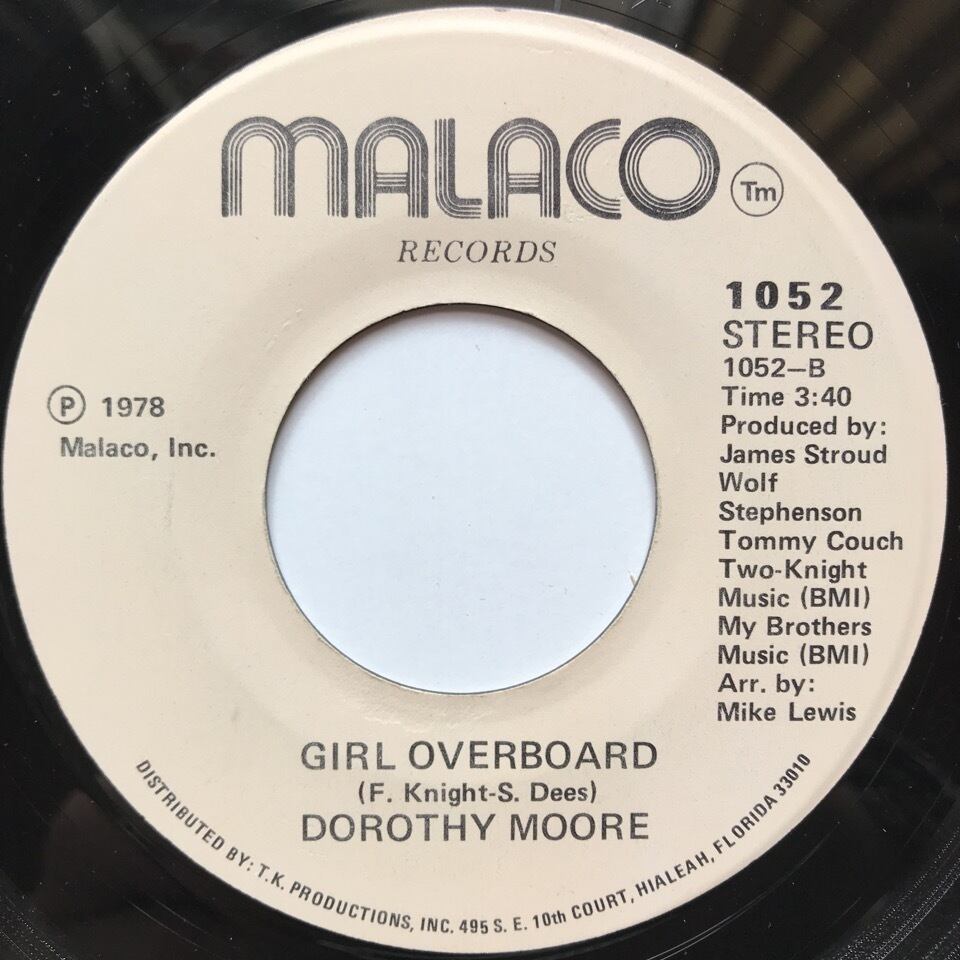 MALACO Tm
RECORDS
1052
STEREO
1052—B
Time 3:40
Produced by:
James Stroud
Wolf
Stephenson
Tommy Couch
Two-Knight
Music (BMI)
My Brothers
Music (BMI)
Arr. by:
Mike Lewis
Ⓟ 1978
Malaco, Inc.
GIRL OVERBOARD
(F. Knight-S. Dees)
DOROTHY MOORE
DISTRIBUTED BY: T.K. PRODUCTIONS, INC. 495 S. E. 10th COURT, HIALEAH, FLORIDA 33010